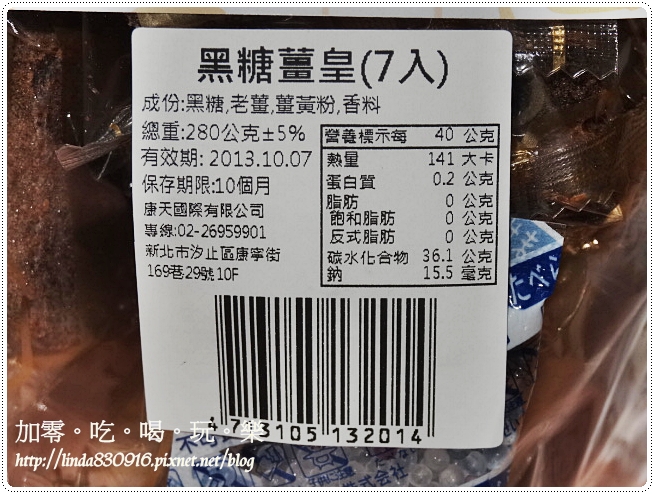 黑糖薑皇(7入)
成份:黑糖,老薑,薑黃粉,香料
總重:280公克±5%
有效期: 2013.10.07
保存期限:10個月
康天國際有限公司
專線:02-26959901
新北市汐止區康寧街
169巷29號10F
營養標示每 40 公克
熱量 141 大卡
蛋白質 0.2 公克
脂肪 0 公克
飽和脂肪 0 公克
反式脂肪 0 公克
碳水化合物 36.1 公克
鈉 15.5 毫克
105 132014
株式会社
加零。吃。喝。玩。樂
http://linda830916.pixnet.net/blog